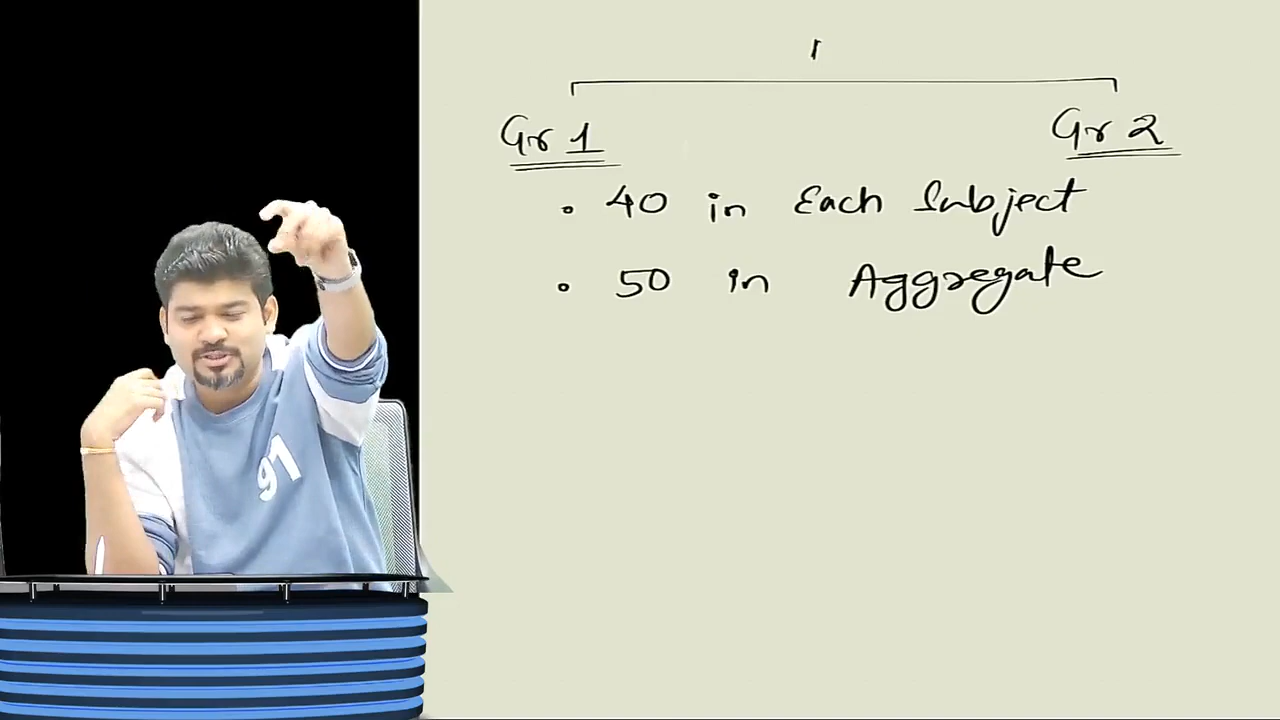 Gr 1
Gr 2
• 40 in Each Subject
• 50 in Aggregate
91